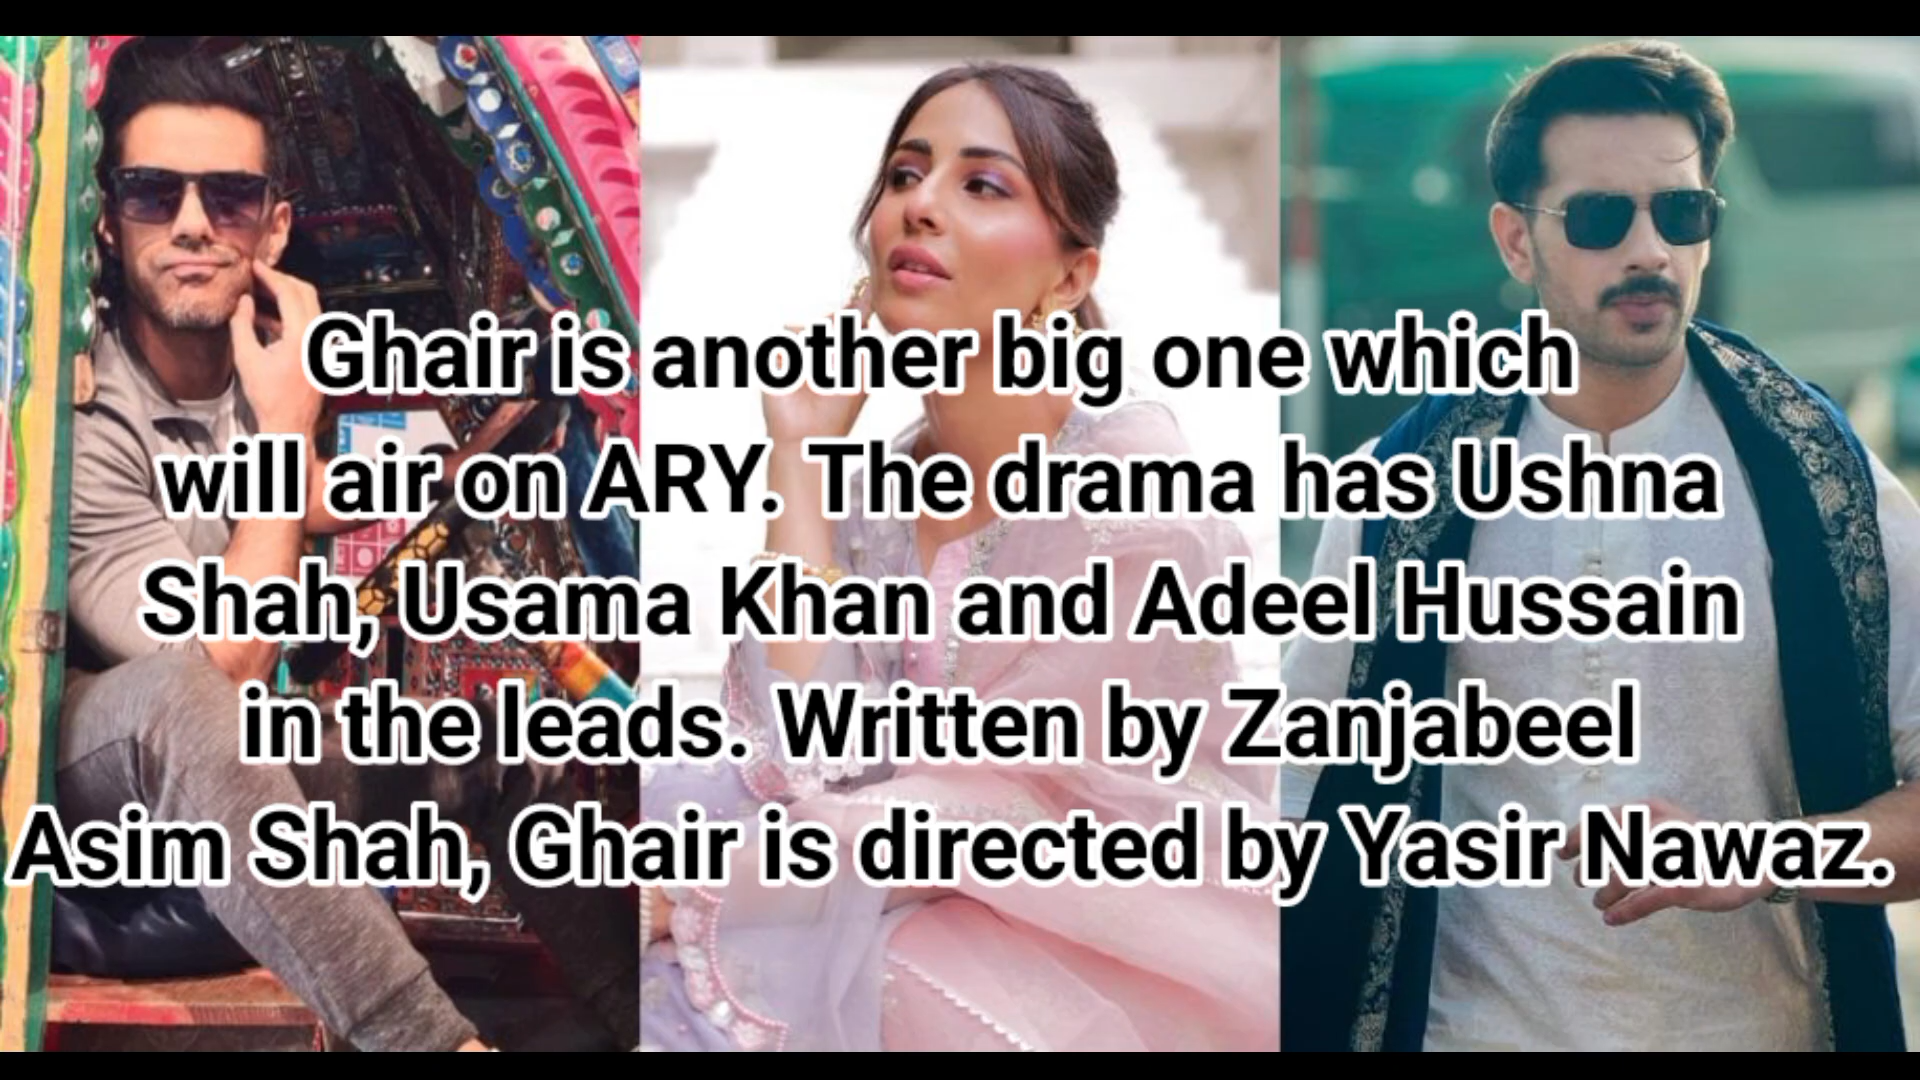 Ghair is another big one which
will air on ARY. The drama has Ushna
Shah, Usama Khan and Adeel Hussain
in the leads. Written by Zanjabeel
Asim Shah, Ghair is directed by Yasir Nawaz.